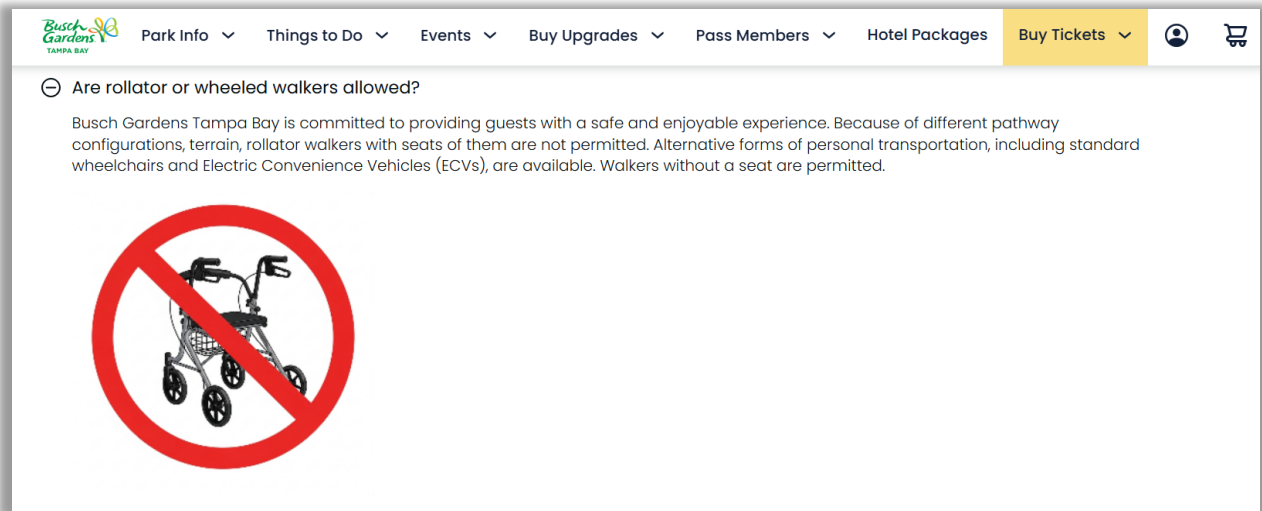 Busch Gardens TAMPA BAY
Park Info
Things to Do
Events
Buy Upgrades
Pass Members
Hotel Packages
Buy Tickets
Are rollator or wheeled walkers allowed?
Busch Gardens Tampa Bay is committed to providing guests with a safe and enjoyable experience. Because of different pathway
configurations, terrain, rollator walkers with seats of them are not permitted. Alternative forms of personal transportation, including standard
wheelchairs and Electric Convenience Vehicles (ECVs), are available. Walkers without a seat are permitted.